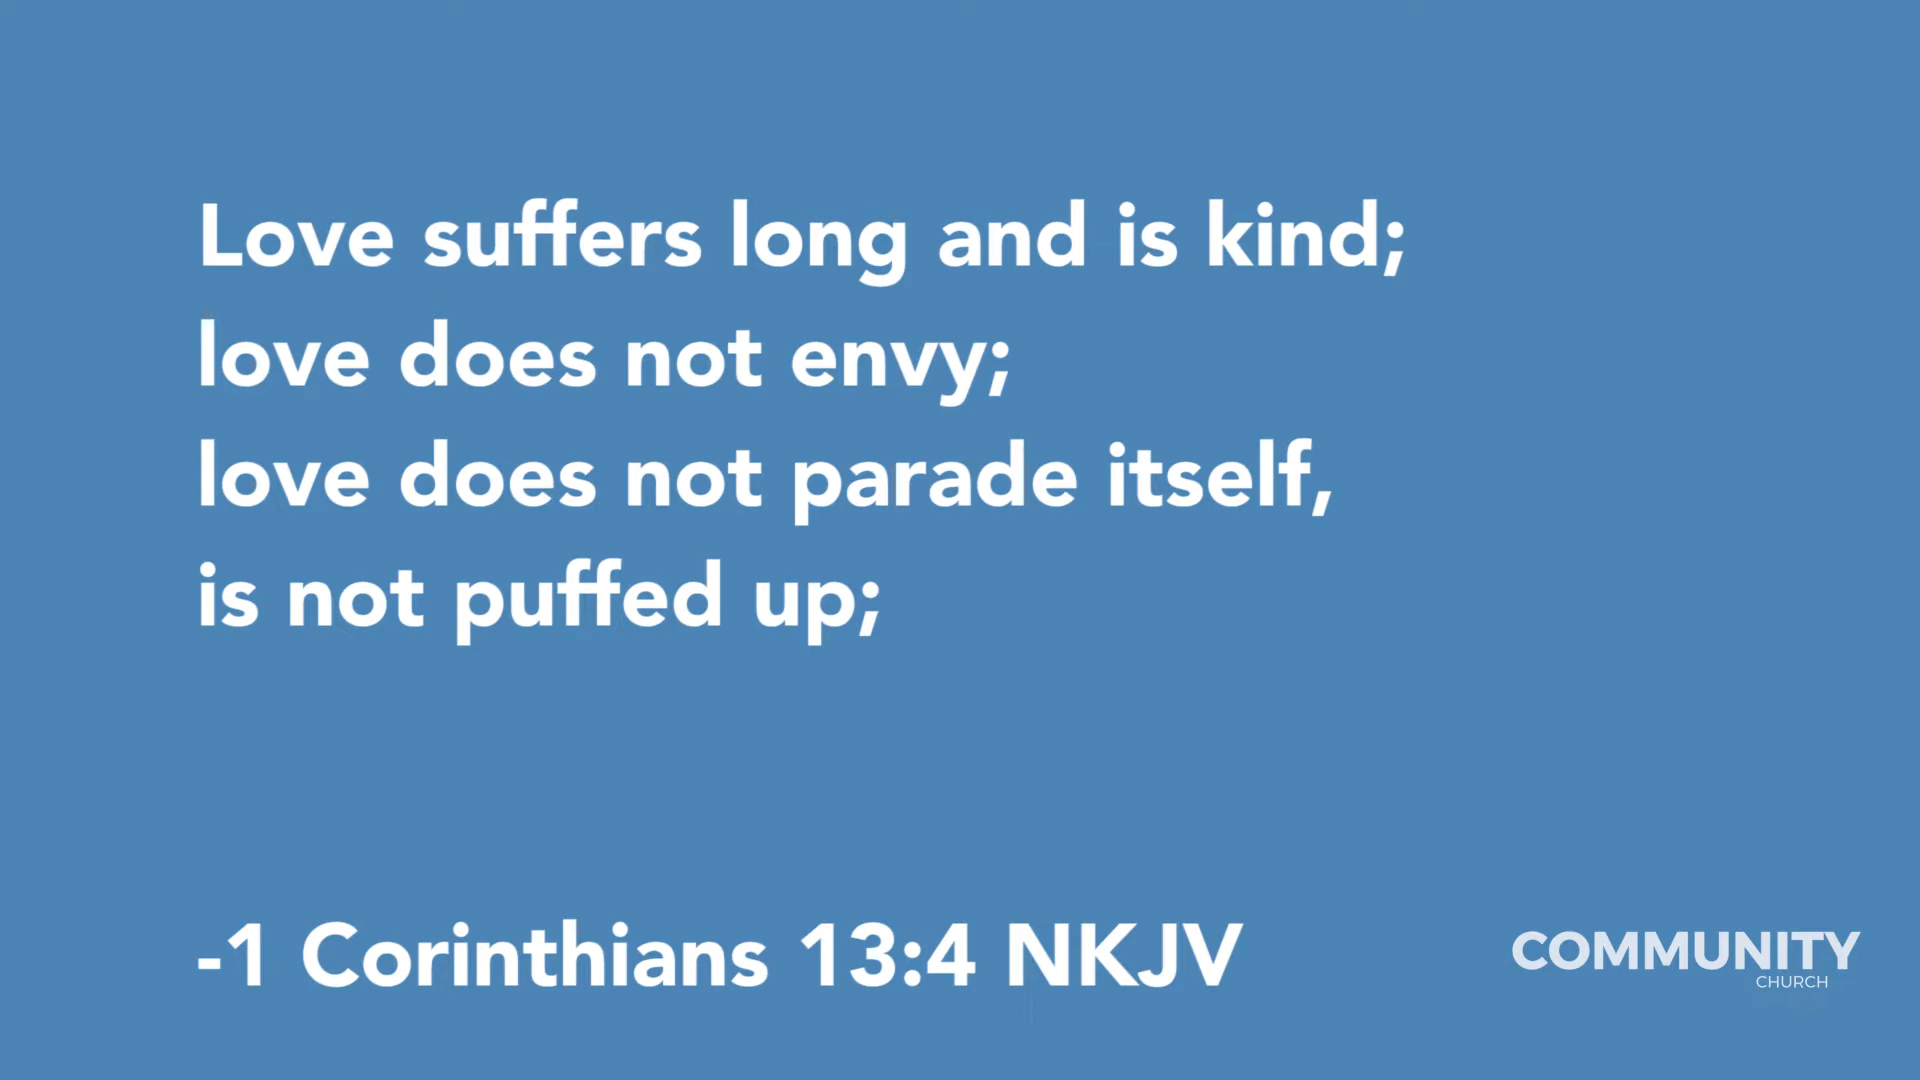 Love suffers long and is kind;
love does not envy;
love does not parade itself,
is not puffed up;
-1 Corinthians 13:4 NKJV
COMMUNITY
CHURCH